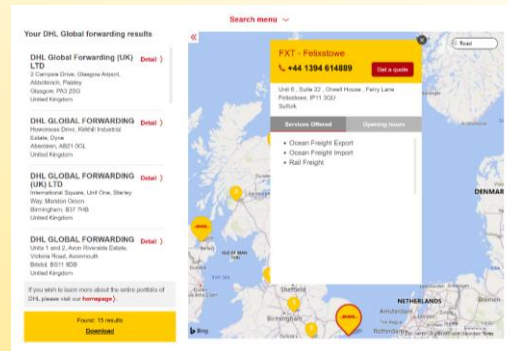 Search menu
Your DHL Global forwarding results
DHL Global Forwarding (UK) LTD
Detail
2 Campsie Drive, Glasgow Airport,
Abbotsinch, Paisley
Glasgow, PA3 2SG
United Kingdom
DHL GLOBAL FORWARDING
Detail
Howemoss Drive, Kirkhill Industrial
Estate, Dyce
Aberdeen, AB21 0GL
United Kingdom
DHL GLOBAL FORWARDING (UK) LTD
Detail
International Square, Unit One, Starley
Way, Marston Green
Birmingham, B37 7HB
United Kingdom
DHL GLOBAL FORWARDING
Detail
Units 1 and 2, Avon Riverside Estate,
Victoria Road, Avonmouth
Bristol, BS11 9DB
United Kingdom
If you wish to learn more about the entire portfolio of
DHL please visit our homepage
Found: 15 results
Download
FXT - Felixstowe
+44 1394 614889
Get a quote
Unit 6 , Suite 22 , Orwell House , Ferry Lane
Felixstowe, IP11 3QU
Suffolk
Services Offered
Opening hours
• Ocean Freight Export
• Ocean Freight Import
• Rail Freight
Road
DENMAR
ISLE OF MAN
Sheffield
Birmingham
NETHERLANDS
Amsterdam
Rotterdam
Bremen
Bing